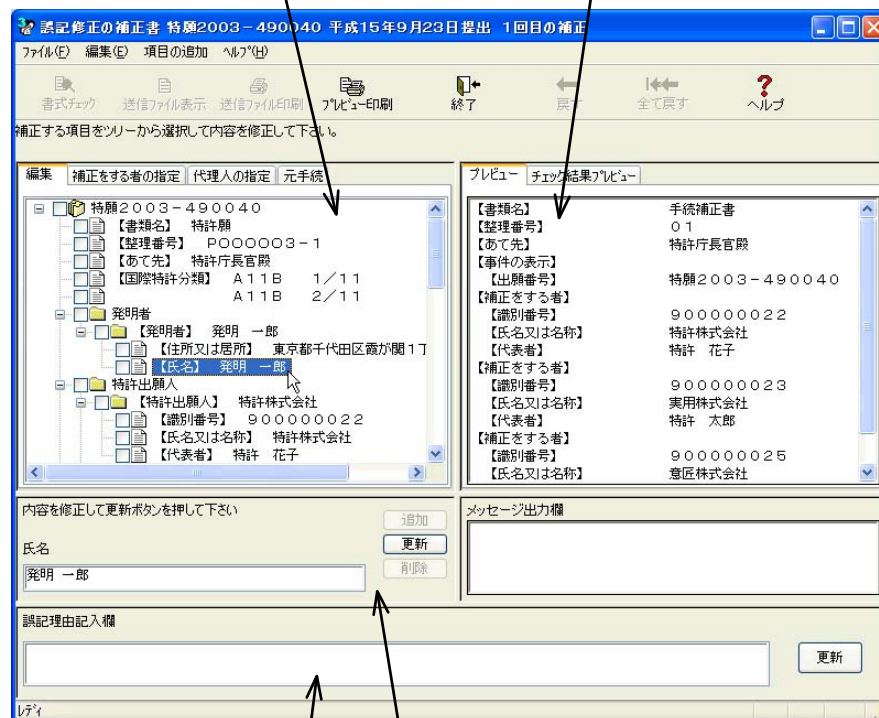 誤記修正の補正書 特願2003-490040 平成15年9月23日提出 1回目の補正
ファイル(F) 編集(E) 項目の追加 ヘルプ(H)
書式チェック 送信ファイル表示 送信ファイル印刷 プレビュー印刷 終了 戻す 全て戻す ヘルプ
補正する項目をツリーから選択して内容を修正して下さい。
編集 補正をする者の指定 代理人の指定 元手続
特願2003-490040
【書類名】 特許願
【整理番号】 P000003-1
【あて先】 特許庁長官殿
【国際特許分類】 A11B 1/11
A11B 2/11
発明者
【発明者】 発明 一郎
【住所又は居所】 東京都千代田区霞が関1丁
【氏名】 発明 一郎
特許出願人
【特許出願人】 特許株式会社
【識別番号】 900000022
【氏名又は名称】 特許株式会社
【代表者】 特許 花子
プレビュー チェック結果プレビュー
【書類名】 手続補正書
【整理番号】 01
【あて先】 特許庁長官殿
【事件の表示】
【出願番号】 特願2003-490040
【補正をする者】
【識別番号】 900000022
【氏名又は名称】 特許株式会社
【代表者】 特許 花子
【補正をする者】
【識別番号】 900000023
【氏名又は名称】 実用株式会社
【代表者】 特許 太郎
【補正をする者】
【識別番号】 900000025
【氏名又は名称】 意匠株式会社
内容を修正して更新ボタンを押して下さい
追加
氏名
更新
発明 一郎
削除
メッセージ出力欄
誤記理由記入欄
更新
レディ